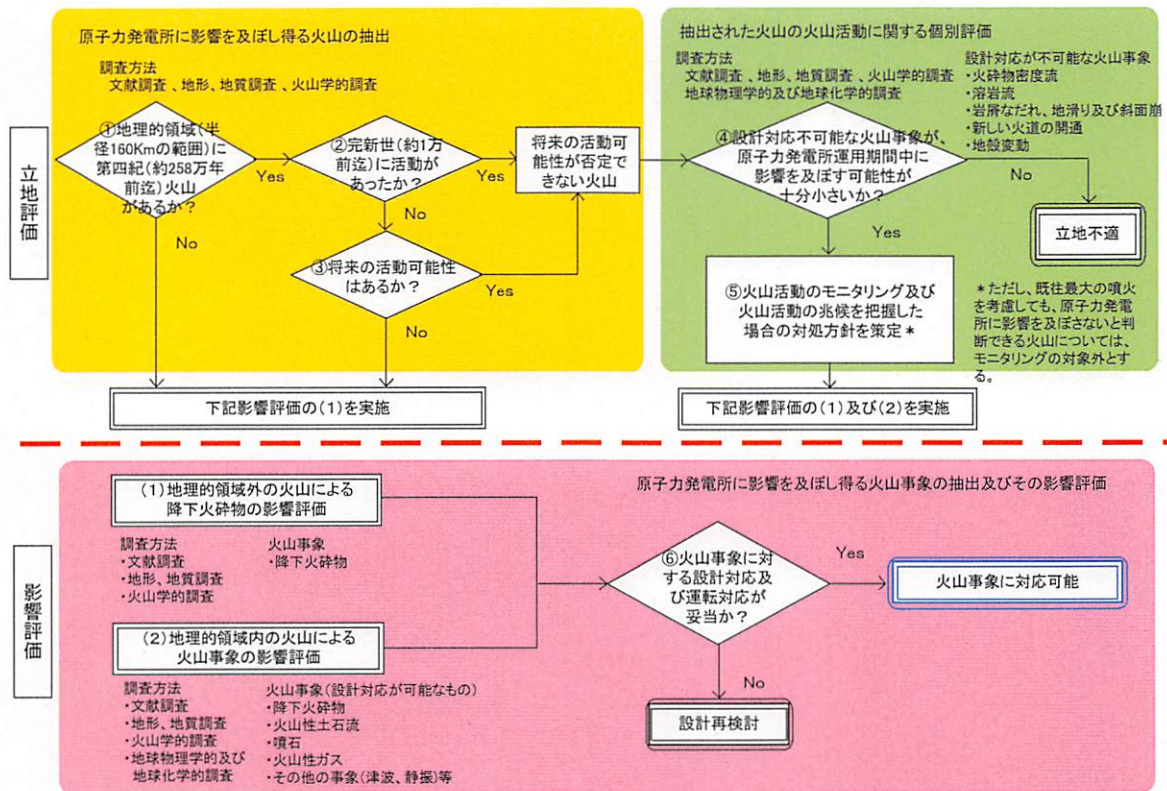 原子力発電所に影響を及ぼし得る火山の抽出
調査方法
文献調査、地形、地質調査、火山学的調査
立地評価
①地理的領域(半
径160Kmの範囲)に
第四紀(約258万年
前迄)火山
があるか？
Yes
No
②完新世(約1万
前迄)に活動が
あったか？
Yes
No
③将来の活動可能性
はあるか？
Yes
No
将来の活動可
能性が否定で
きない火山
下記影響評価の(1)を実施
抽出された火山の火山活動に関する個別評価
調査方法
文献調査、地形、地質調査、火山学的調査
地球物理学的及び地球化学的調査
設計対応が不可能な火山事象
・火砕物密度流
・溶岩流
・岩屑なだれ、地滑り及び斜面崩
・新しい火道の開通
・地殻変動
④設計対応不可能な火山事象が、
原子力発電所運用期間中に
影響を及ぼす可能性が
十分小さいか？
No
Yes
立地不適
⑤火山活動のモニタリング及び
火山活動の兆候を把握した
場合の対処方針を策定＊
＊ただし、既往最大の噴火
を考慮しても、原子力発電
所に影響を及ぼさないと判
断できる火山については、
モニタリングの対象外とす
る。
下記影響評価の(1)及び(2)を実施
影響評価
原子力発電所に影響を及ぼし得る火山事象の抽出及びその影響評価
(1)地理的領域外の火山による
降下火砕物の影響評価
調査方法
・文献調査
・地形、地質調査
・火山学的調査
火山事象
・降下火砕物
(2)地理的領域内の火山による
火山事象の影響評価
調査方法
・文献調査
・地形、地質調査
・火山学的調査
・地球物理学的及び
地球化学的調査
火山事象(設計対応が可能なもの)
・降下火砕物
・火山性土石流
・噴石
・火山性ガス
・その他の事象(津波、静振)等
⑥火山事象に対
する設計対応及
び運転対応が
妥当か？
Yes
No
火山事象に対応可能
設計再検討